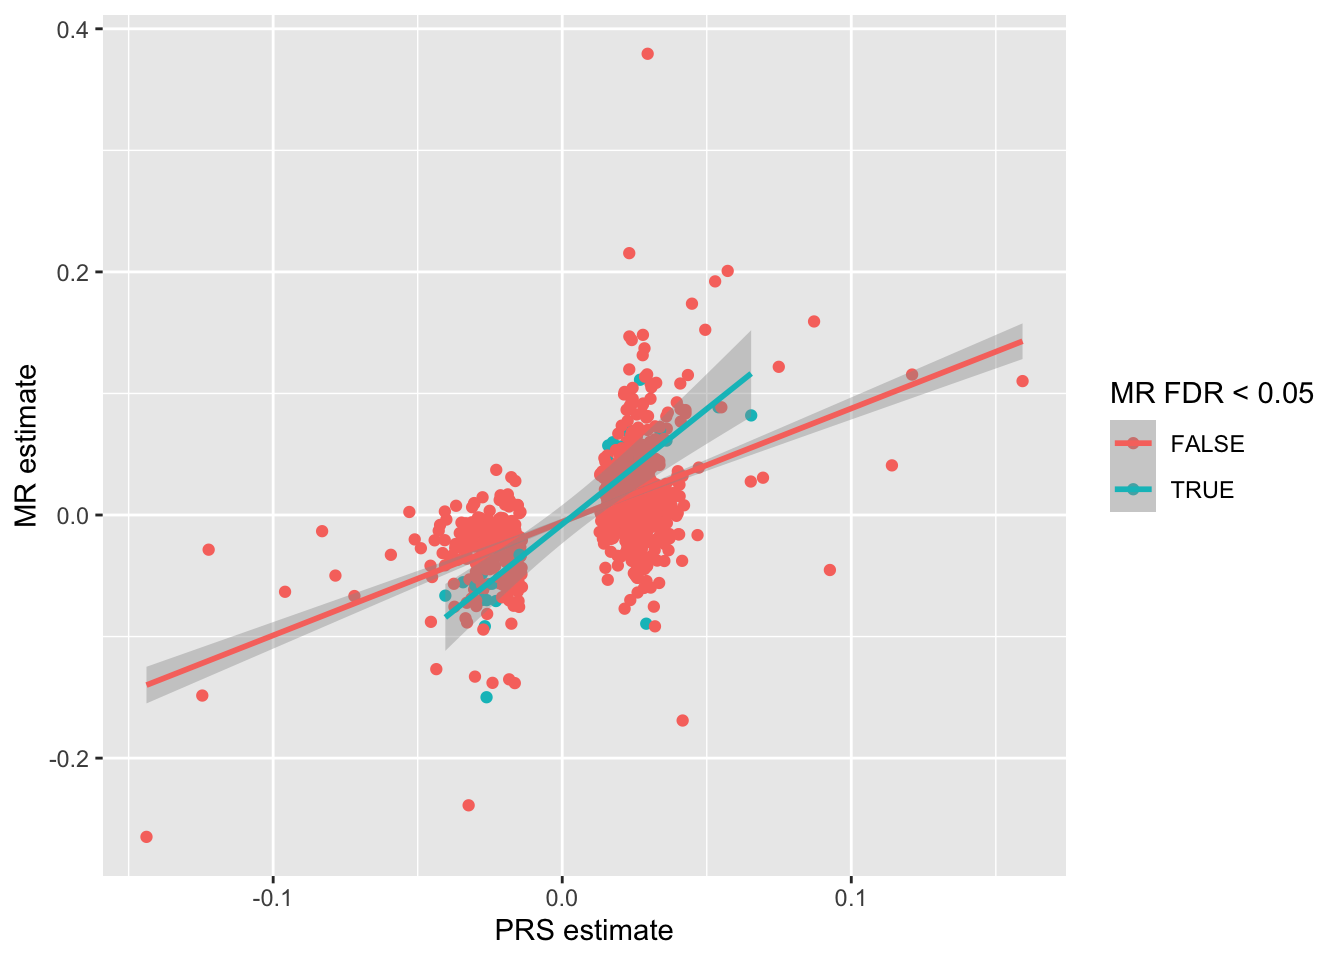 0.4
0.2
0.0
-0.2
MR estimate
-0.1
0.0
0.1
PRS estimate
MR FDR < 0.05
FALSE
TRUE